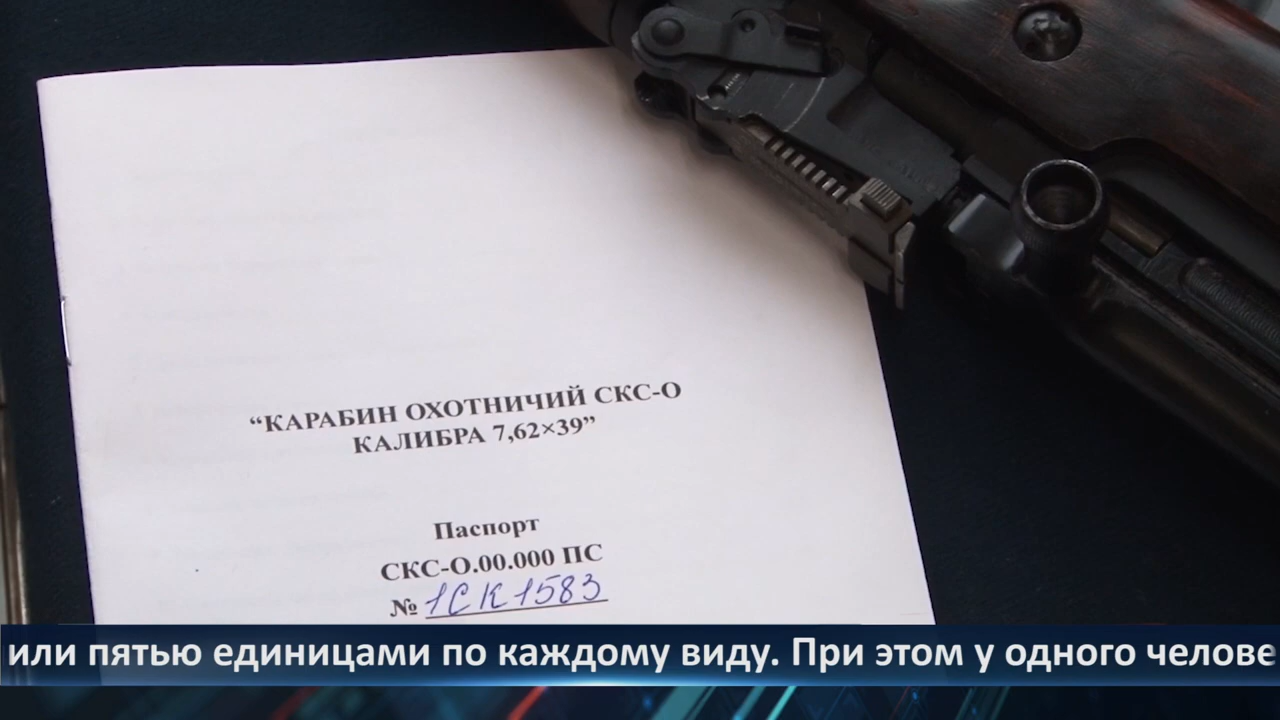 “КАРАБИН ОХОТНИЧИЙ СКС-О
КАЛИБРА 7,62×39”
Паспорт
СКС-О.00.000 ПС
№ 1СК1583
или пятью единицами по каждому виду. При этом у одного челове